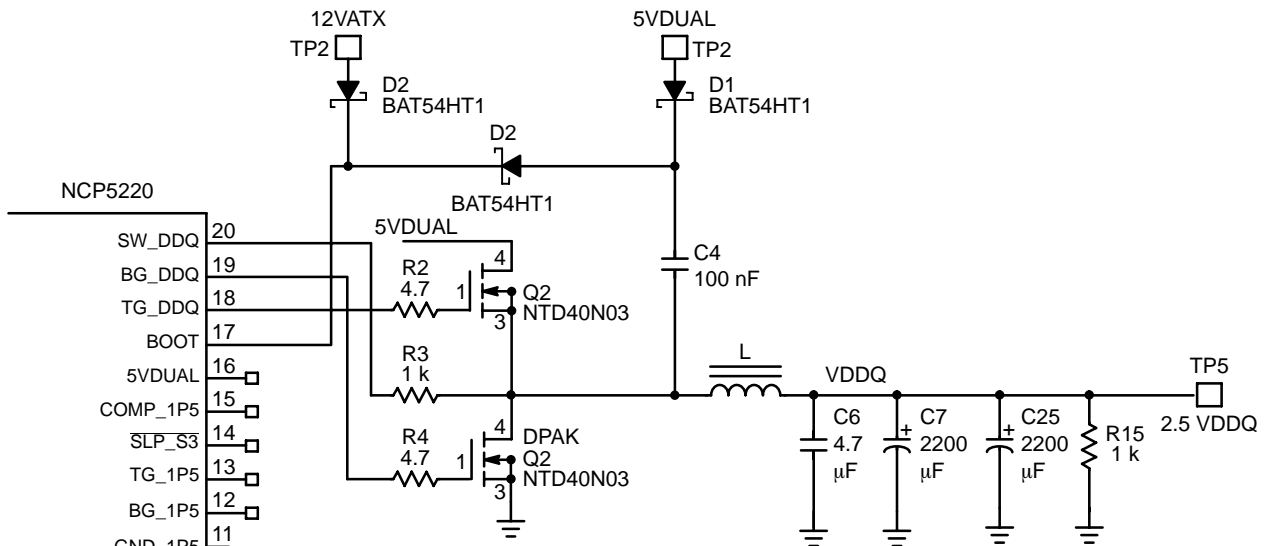 12VATX
5VDUAL
TP2
TP2
D2
BAT54HT1
D1
BAT54HT1
D2
BAT54HT1
NCP5220
5VDUAL
SW_DDQ 20
BG_DDQ 19
TG_DDQ 18
BOOT 17
5VDUAL 16
COMP_1P5 15
SLP_S3 14
TG_1P5 13
BG_1P5 12
GND_1P5 11
R2
4.7
4
1
Q2
NTD40N03
3
C4
100 nF
R3
1 k
L
VDDQ
TP5
2.5 VDDQ
R4
4.7
4
DPAK
1
Q2
NTD40N03
3
C6
4.7
μF
+
C7
2200
μF
+
C25
2200
μF
R15
1 k